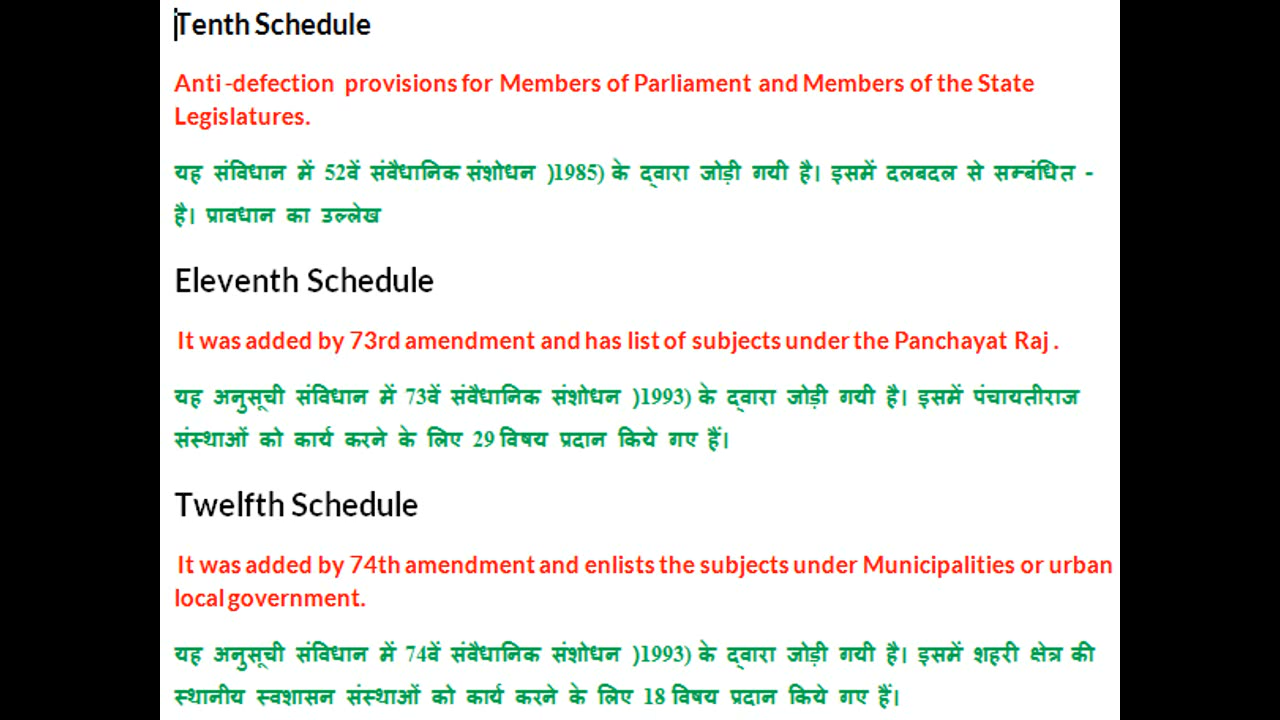 Tenth Schedule
Anti -defection provisions for Members of Parliament and Members of the State
Legislatures.
यह संविधान में 52वें संवैधानिक संशोधन )1985) के द्वारा जोड़ी गयी है। इसमें दलबदल से सम्बंधित -
है। प्रावधान का उल्लेख
Eleventh Schedule
It was added by 73rd amendment and has list of subjects under the Panchayat Raj .
यह अनुसूची संविधान में 73वें संवैधानिक संशोधन )1993) के द्वारा जोड़ी गयी है। इसमें पंचायतीराज
संस्थाओं को कार्य करने के लिए 29 विषय प्रदान किये गए हैं।
Twelfth Schedule
It was added by 74th amendment and enlists the subjects under Municipalities or urban
local government.
यह अनुसूची संविधान में 74वें संवैधानिक संशोधन )1993) के द्वारा जोड़ी गयी है। इसमें शहरी क्षेत्र की
स्थानीय स्वशासन संस्थाओं को कार्य करने के लिए 18 विषय प्रदान किये गए हैं।